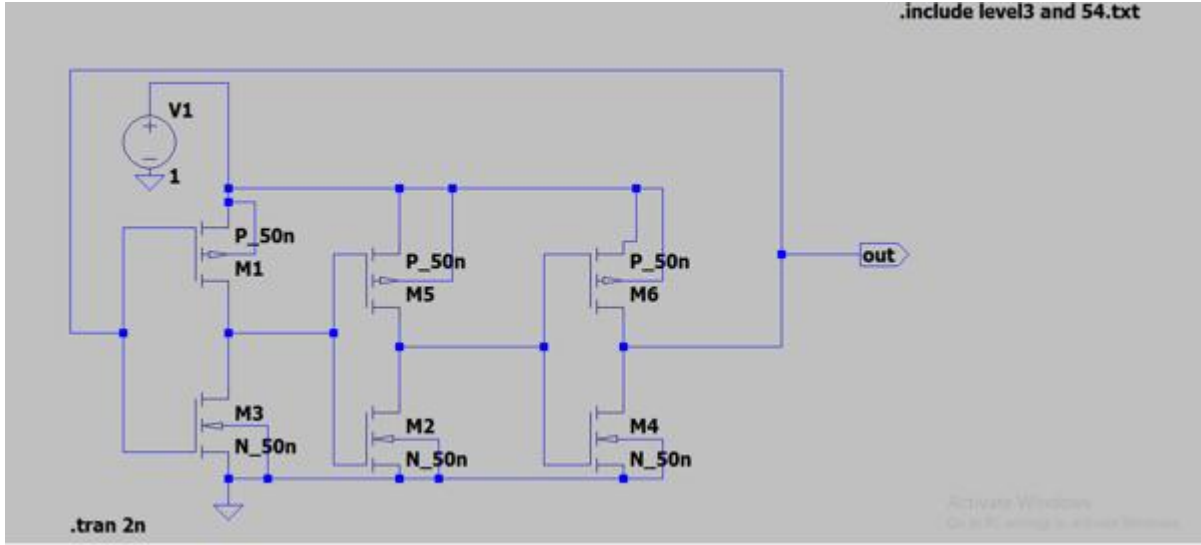 .include level3 and 54.txt
V1
1
P_50n
M1
P_50n
M5
P_50n
M6
out
M3
N_50n
M2
N_50n
M4
N_50n
.tran 2n
Activate Windows